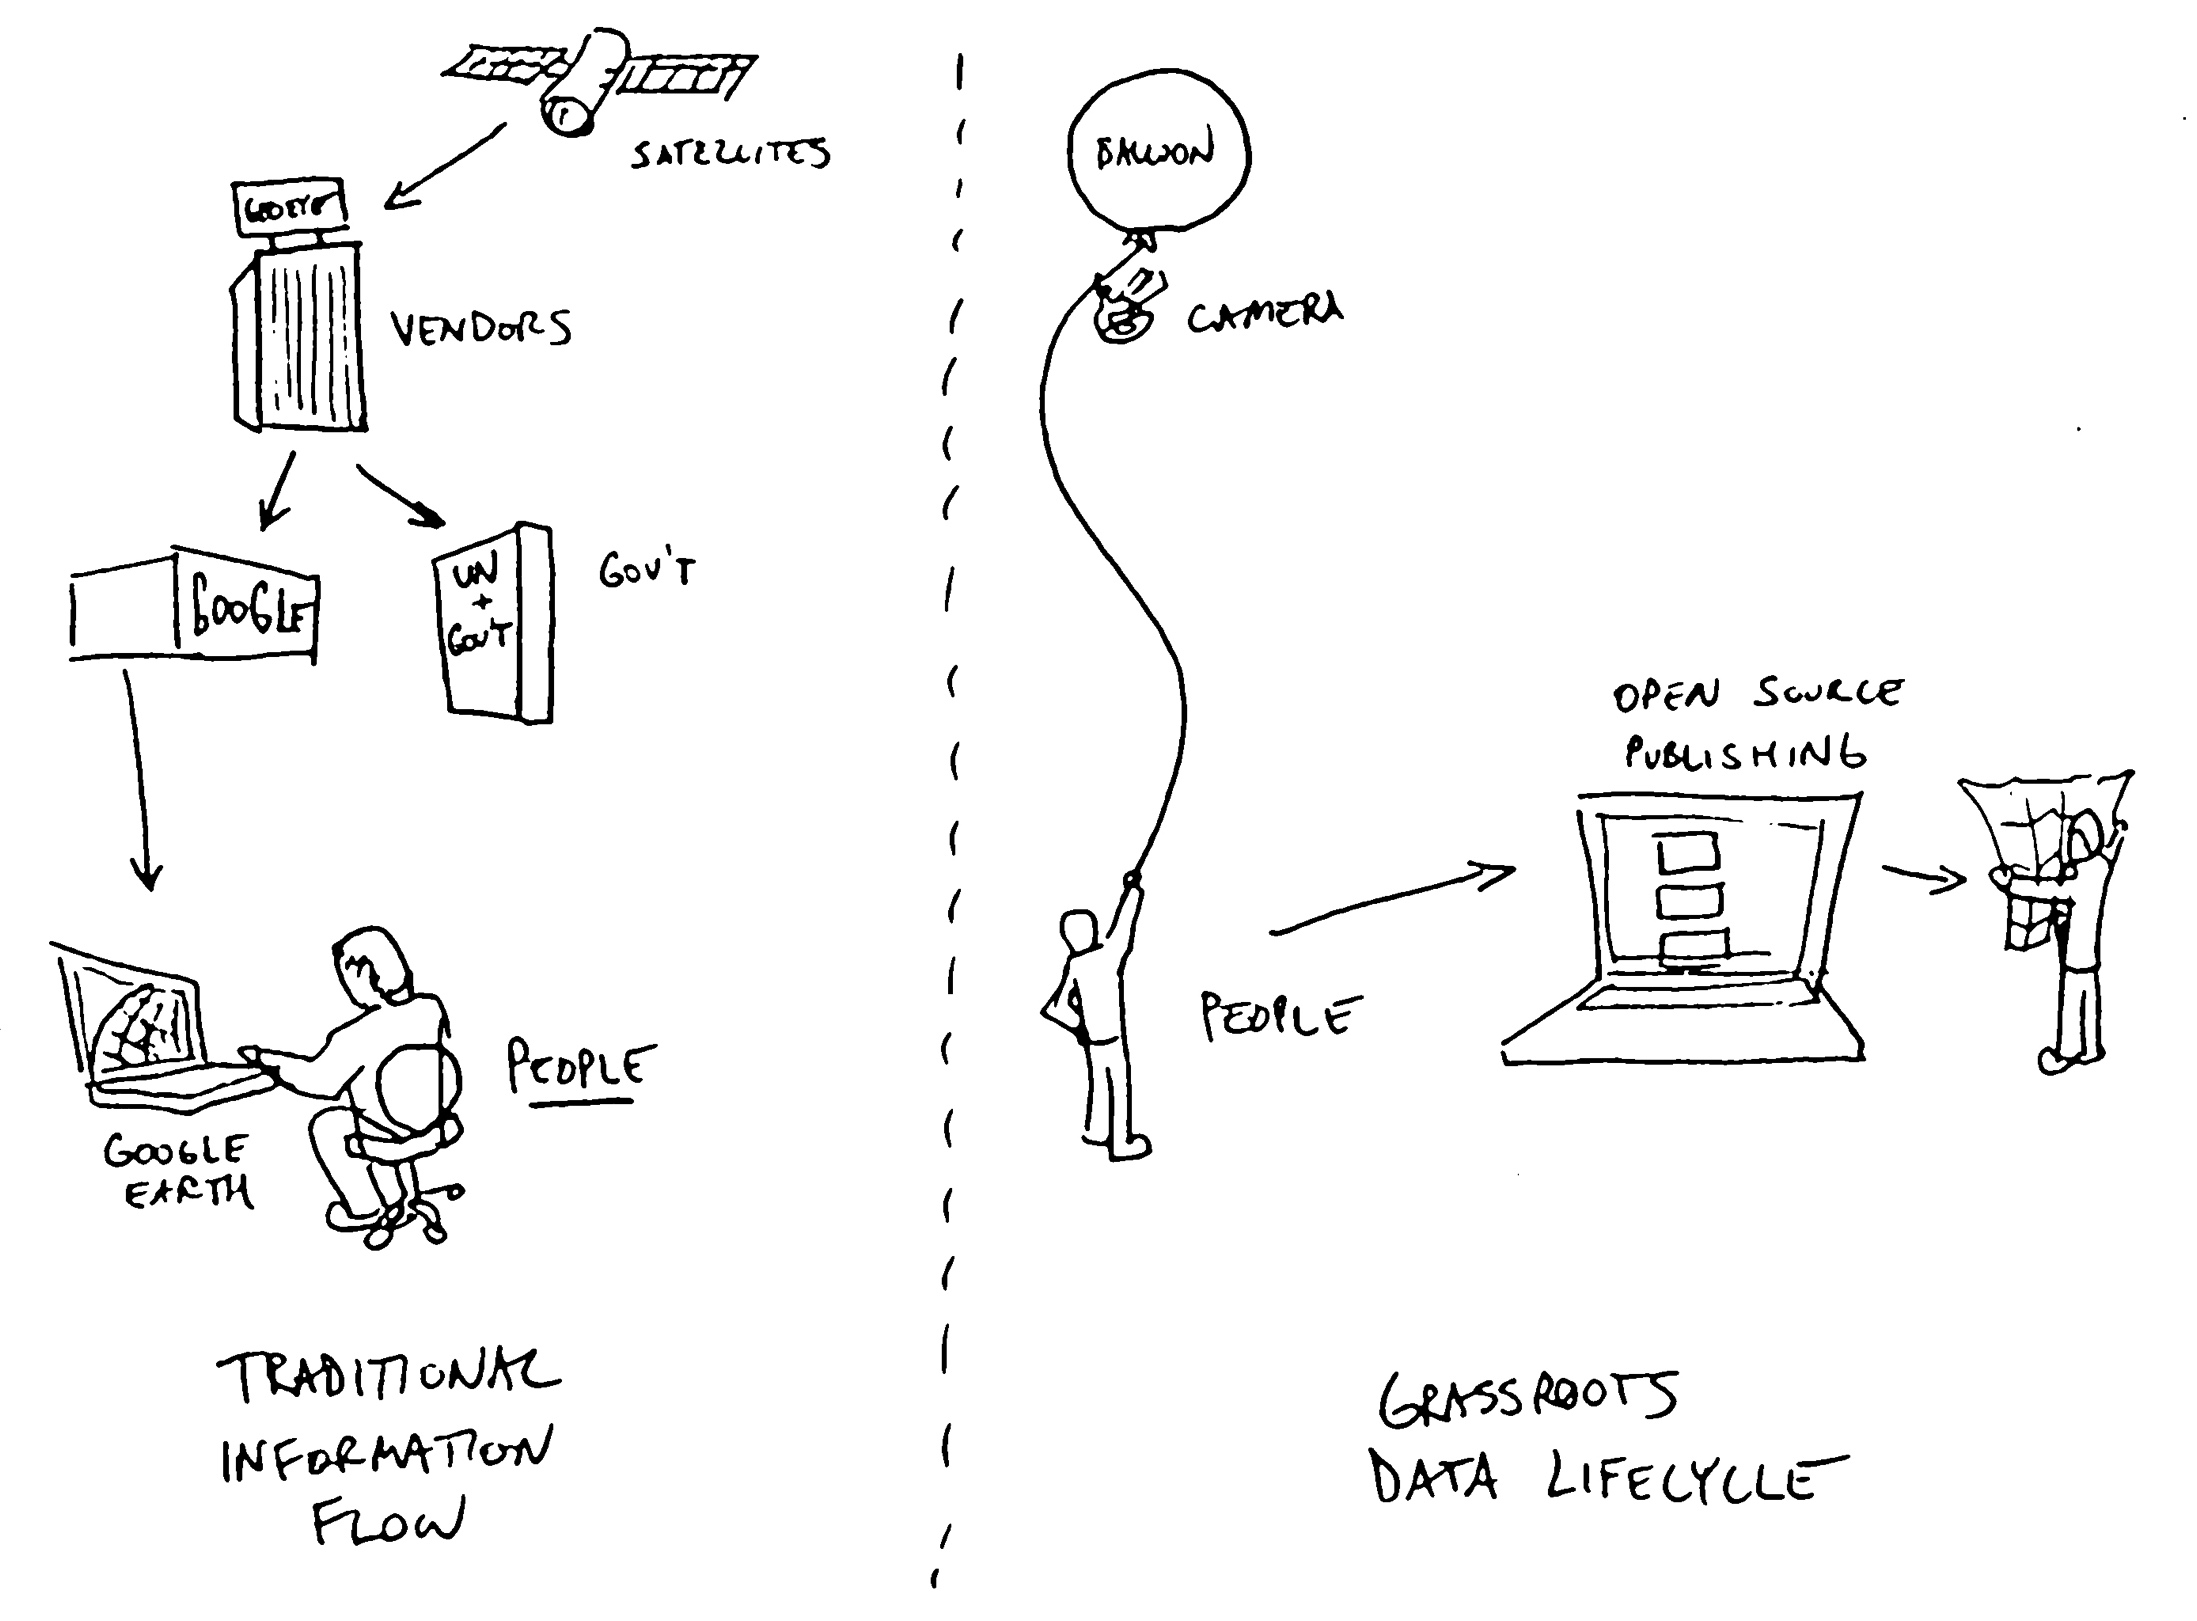 SATELLITES
GEOEYE
VENDORS
GOOGLE
UN
+
GOV'T
GOV'T
GOOGLE
EARTH
PEOPLE
TRADITIONAL
INFORMATION
FLOW
BALLOON
CAMERA
PEOPLE
OPEN SOURCE
PUBLISHING
GRASSROOTS
DATA LIFECYCLE